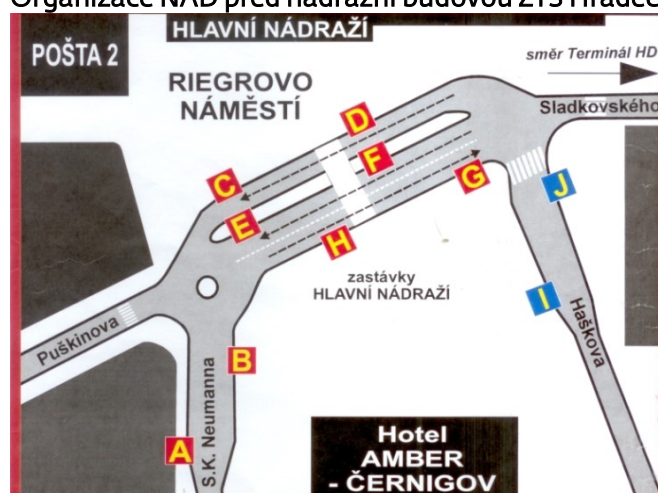 Organizace NAD před nádražní budovou ŽTS Hradec
HLAVNÍ NÁDRAŽÍ
POŠTA 2
směr Terminál HD
RIEGROVO
NÁMĚSTÍ
Sladkovského
D
F
C
G
J
E
H
zastávky
HLAVNÍ NÁDRAŽÍ
I
Haškova
Puškinova
B
S.K. Neumanna
A
Hotel
AMBER
- ČERNIGOV